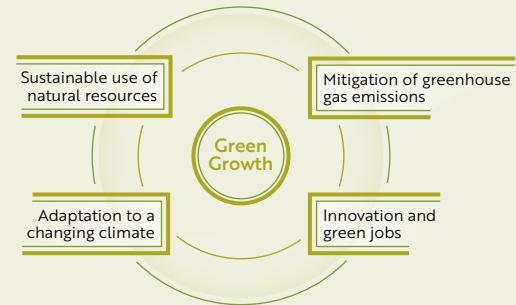 Sustainable use of
natural resources
Mitigation of greenhouse
gas emissions
Green
Growth
Adaptation to a
changing climate
Innovation and
green jobs